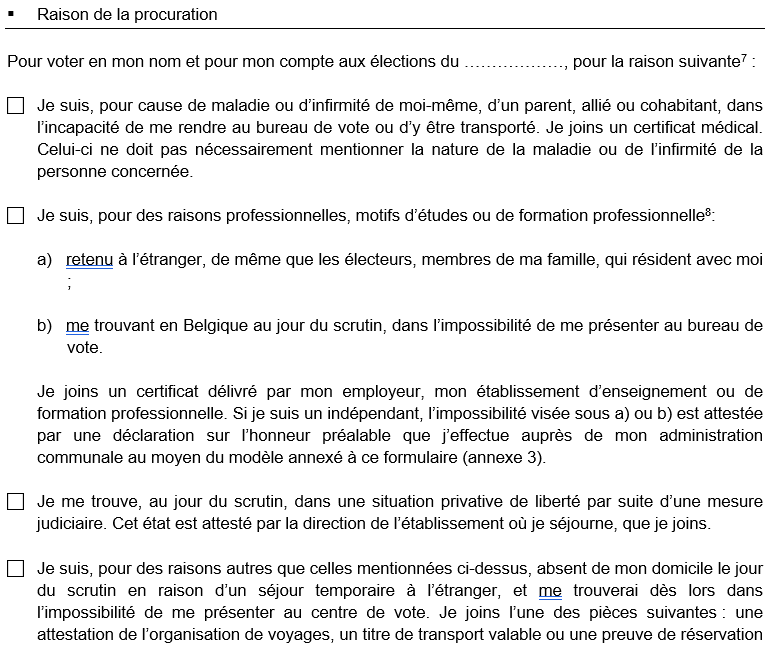 ▪ Raison de la procuration
Pour voter en mon nom et pour mon compte aux élections du ………………, pour la raison suivante⁷ :
☐ Je suis, pour cause de maladie ou d’infirmité de moi-même, d’un parent, allié ou cohabitant, dans
l’incapacité de me rendre au bureau de vote ou d’y être transporté. Je joins un certificat médical.
Celui-ci ne doit pas nécessairement mentionner la nature de la maladie ou de l’infirmité de la
personne concernée.
☐ Je suis, pour des raisons professionnelles, motifs d’études ou de formation professionnelle⁸:
a) retenu à l’étranger, de même que les électeurs, membres de ma famille, qui résident avec moi
;
b) me trouvant en Belgique au jour du scrutin, dans l’impossibilité de me présenter au bureau de
vote.
Je joins un certificat délivré par mon employeur, mon établissement d’enseignement ou de
formation professionnelle. Si je suis un indépendant, l’impossibilité visée sous a) ou b) est attestée
par une déclaration sur l’honneur préalable que j’effectue auprès de mon administration
communale au moyen du modèle annexé à ce formulaire (annexe 3).
☐ Je me trouve, au jour du scrutin, dans une situation privative de liberté par suite d’une mesure
judiciaire. Cet état est attesté par la direction de l’établissement où je séjourne, que je joins.
☐ Je suis, pour des raisons autres que celles mentionnées ci-dessus, absent de mon domicile le jour
du scrutin en raison d’un séjour temporaire à l’étranger, et me trouverai dès lors dans
l’impossibilité de me présenter au centre de vote. Je joins l’une des pièces suivantes : une
attestation de l’organisation de voyages, un titre de transport valable ou une preuve de réservation